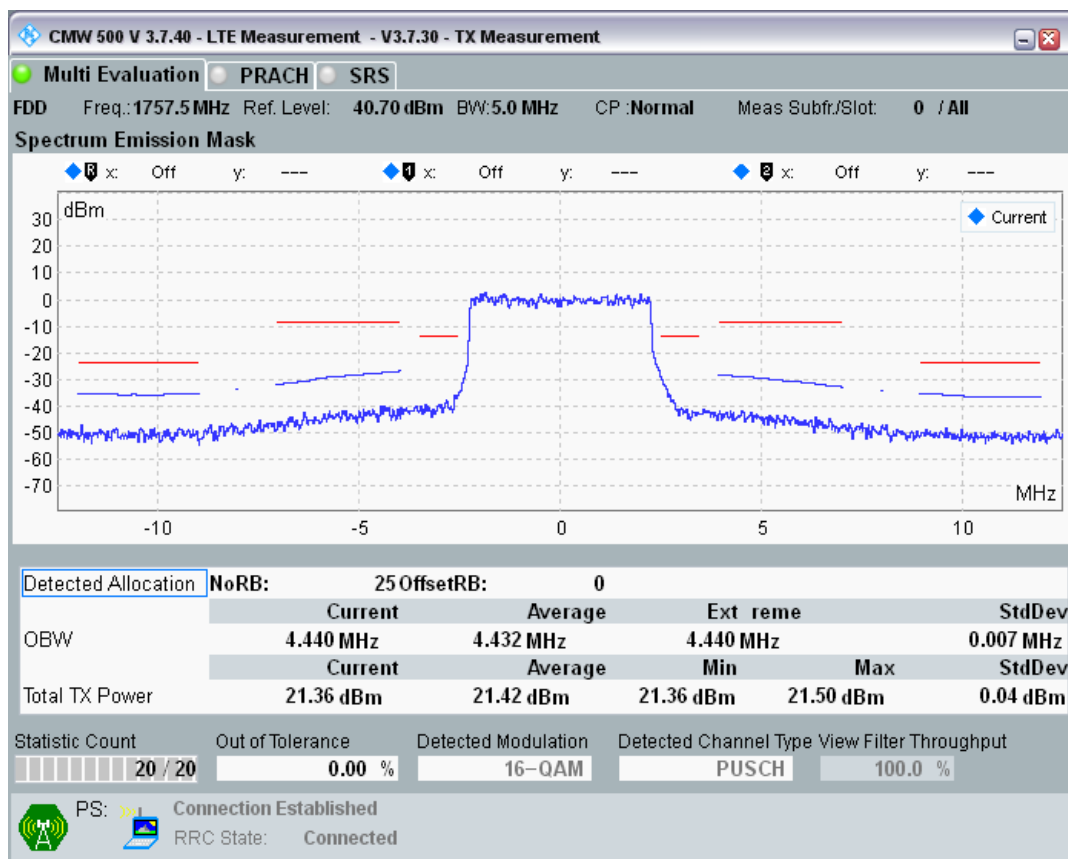 CMW 500 V 3.7.40 - LTE Measurement - V3.7.30 - TX Measurement
Multi Evaluation PRACH SRS
FDD Freq.: 1757.5 MHz Ref. Level: 40.70 dBm BW:5.0 MHz CP :Normal Meas Subfr./Slot: 0 / All
Spectrum Emission Mask
R x: Off y: --- 1 x: Off y: --- 2 x: Off y: ---
dBm
Current
30
20
10
0
-10
-20
-30
-40
-50
-60
-70
MHz
-10 -5 0 5 10
Detected Allocation NoRB: 25 OffsetRB: 0
Current Average Ext reme StdDev
OBW 4.440 MHz 4.432 MHz 4.440 MHz 0.007 MHz
Current Average Min Max StdDev
Total TX Power 21.36 dBm 21.42 dBm 21.36 dBm 21.50 dBm 0.04 dBm
Statistic Count Out of Tolerance Detected Modulation Detected Channel Type View Filter Throughput
20 / 20 0.00 % 16-QAM PUSCH 100.0 %
PS: Connection Established
RRC State: Connected